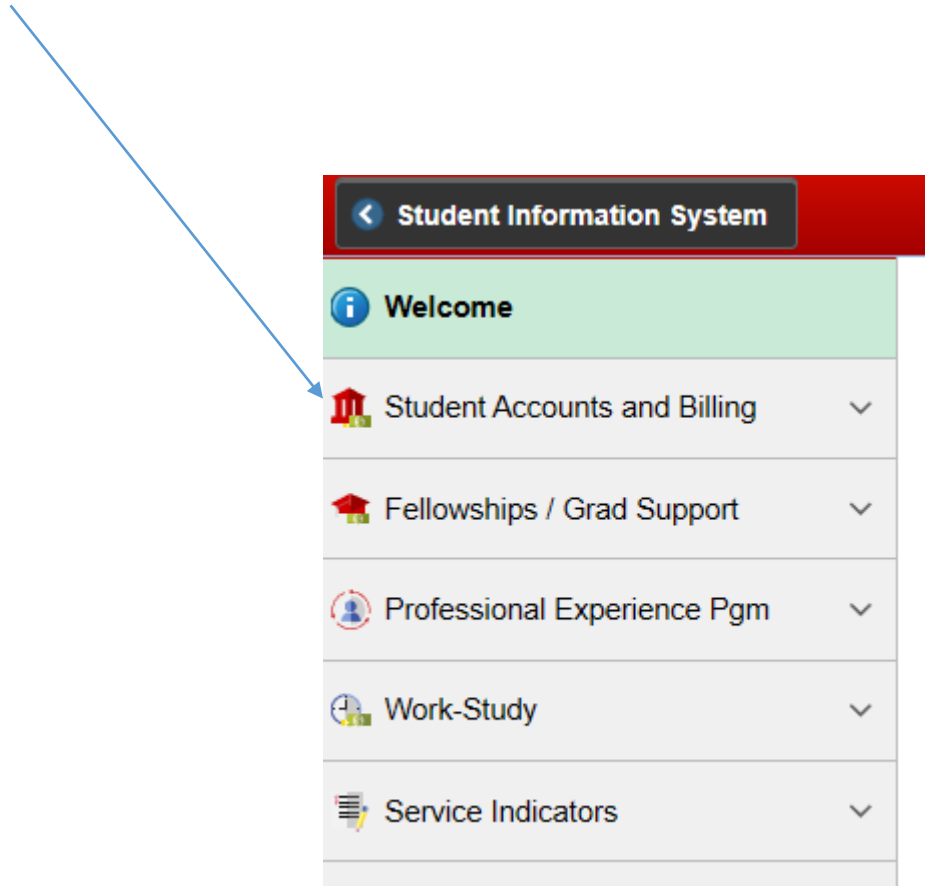 Student Information System
Welcome
Student Accounts and Billing
Fellowships / Grad Support
Professional Experience Pgm
Work-Study
Service Indicators